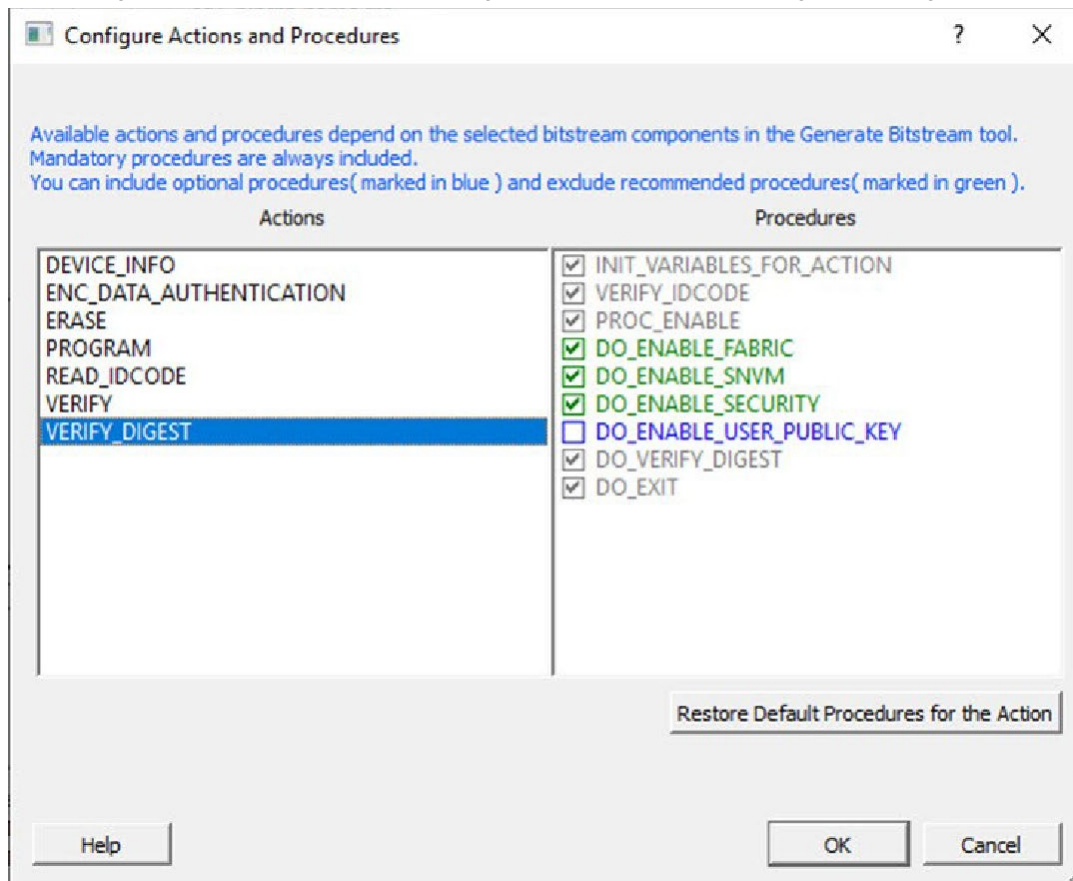 Configure Actions and Procedures
?
Available actions and procedures depend on the selected bitstream components in the Generate Bitstream tool.
Mandatory procedures are always included.
You can include optional procedures( marked in blue ) and exclude recommended procedures( marked in green ).
Actions
Procedures
DEVICE_INFO
ENC_DATA_AUTHENTICATION
ERASE
PROGRAM
READ_IDCODE
VERIFY
VERIFY_DIGEST
INIT_VARIABLES_FOR_ACTION
VERIFY_IDCODE
PROC_ENABLE
DO_ENABLE_FABRIC
DO_ENABLE_SNVM
DO_ENABLE_SECURITY
DO_ENABLE_USER_PUBLIC_KEY
DO_VERIFY_DIGEST
DO_EXIT
Restore Default Procedures for the Action
Help
OK
Cancel